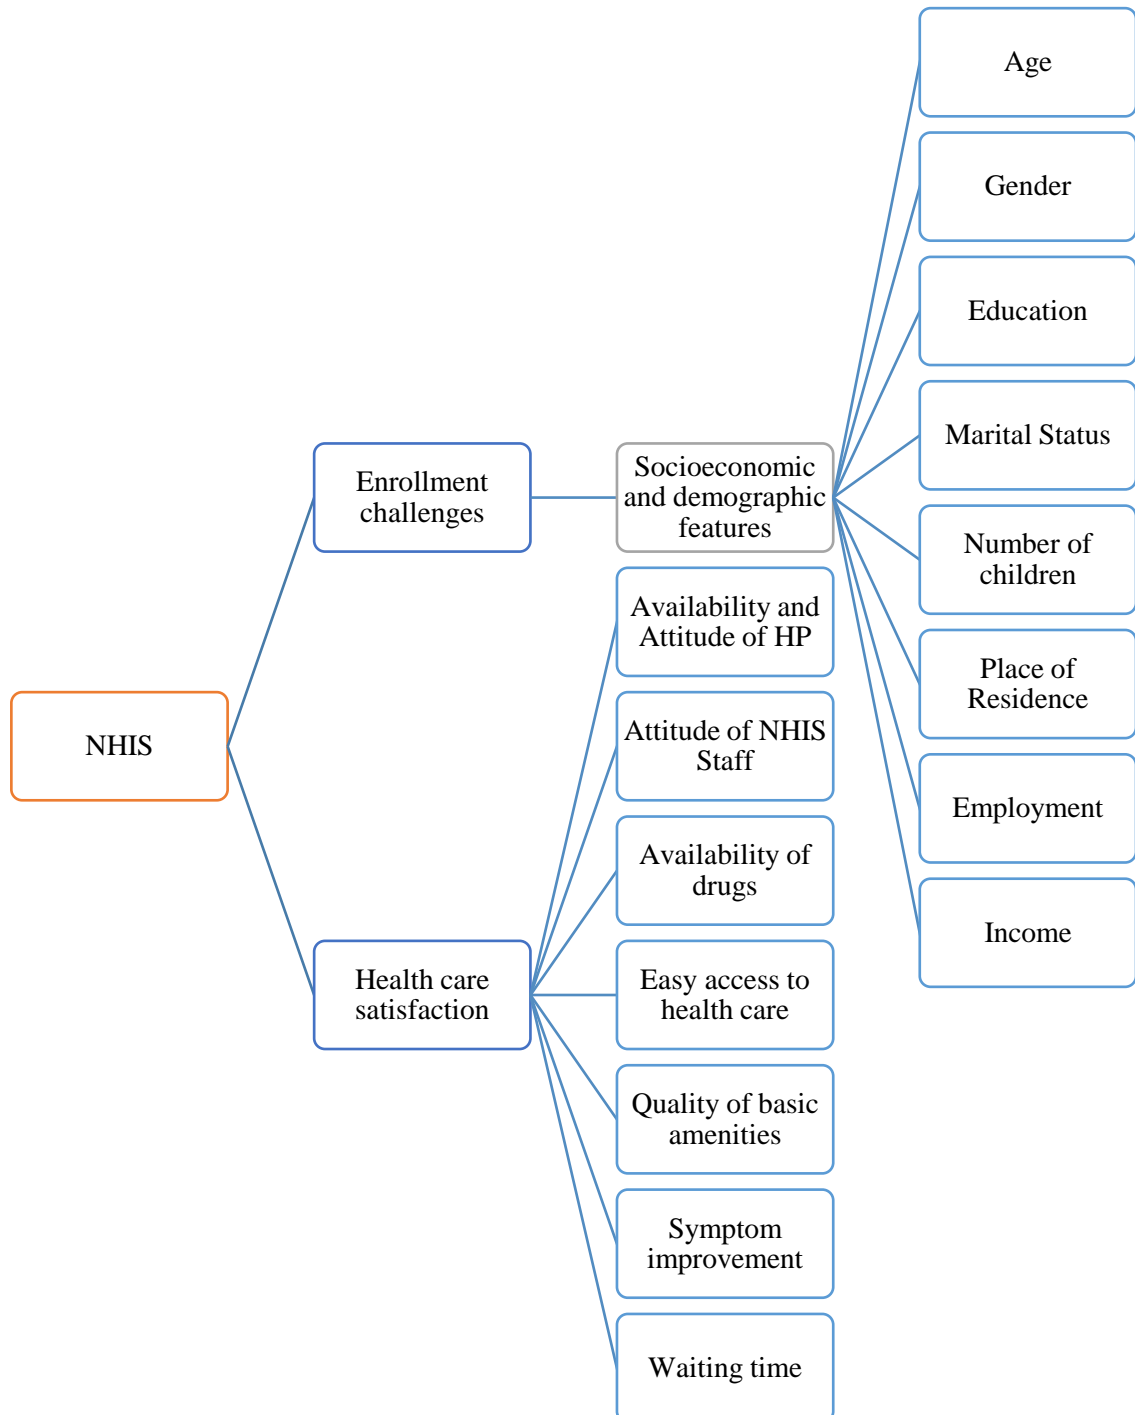 NHIS
Enrollment
challenges
Health care
satisfaction
Socioeconomic
and demographic
features
Availability and
Attitude of HP
Attitude of NHIS
Staff
Availability of
drugs
Easy access to
health care
Quality of basic
amenities
Symptom
improvement
Waiting time
Age
Gender
Education
Marital Status
Number of
children
Place of
Residence
Employment
Income